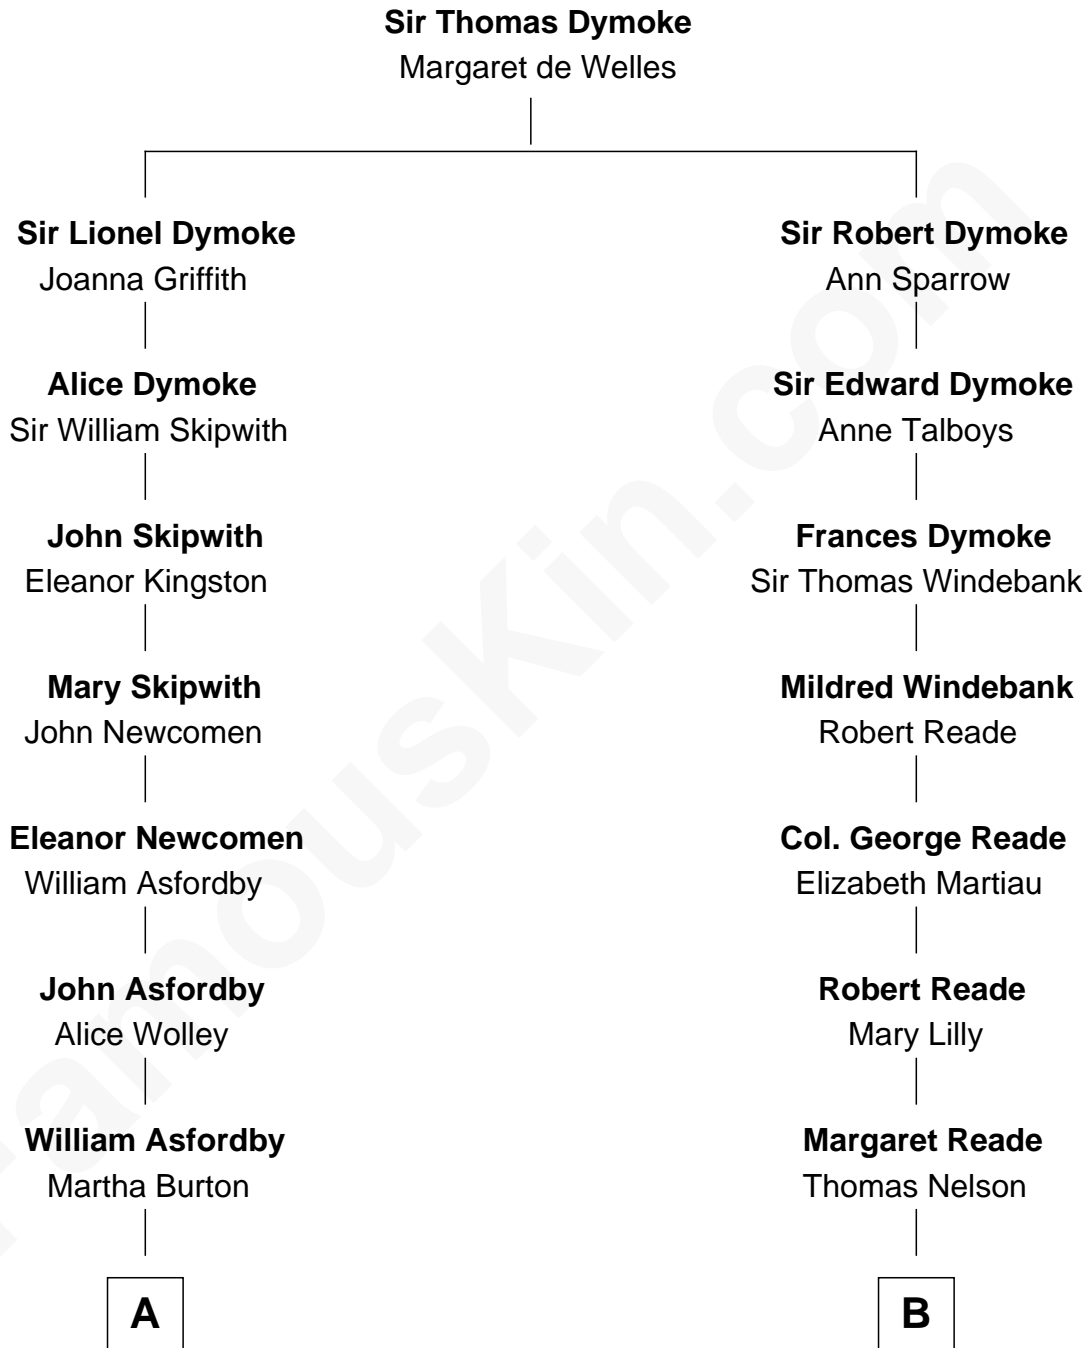 Sir Thomas Dymoke
Margaret de Welles
Sir Lionel Dymoke
Joanna Griffith
Alice Dymoke
Sir William Skipwith
John Skipwith
Eleanor Kingston
Mary Skipwith
John Newcomen
Eleanor Newcomen
William Asfordby
John Asfordby
Alice Wolley
William Asfordby
Martha Burton
A
Sir Robert Dymoke
Ann Sparrow
Sir Edward Dymoke
Anne Talboys
Frances Dymoke
Sir Thomas Windebank
Mildred Windebank
Robert Reade
Col. George Reade
Elizabeth Martiau
Robert Reade
Mary Lilly
Margaret Reade
Thomas Nelson
B
FamousKin.com